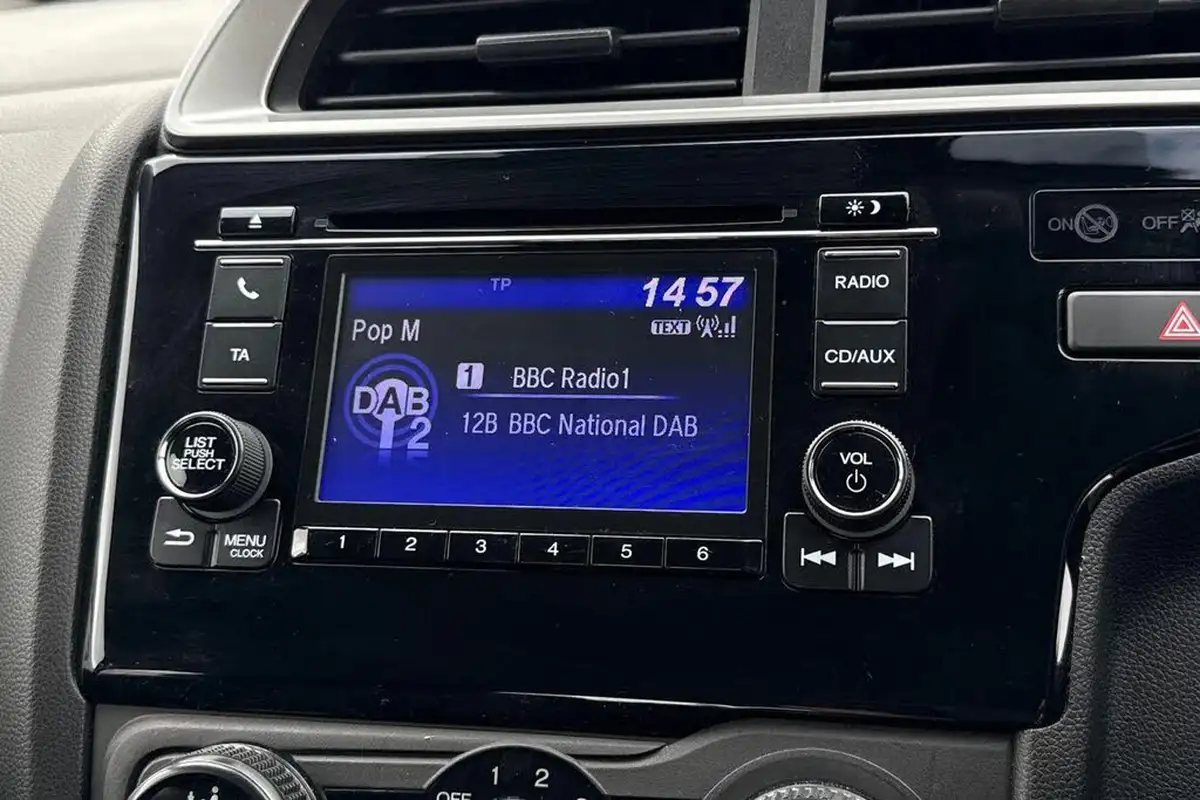 ON OFF
RADIO
TP 14 57
TEXT
Pop M
TA
CD/AUX
1 BBC Radio1
DAB
2
12B BBC National DAB
LIST
PUSH
SELECT
VOL
MENU
CLOCK
1 2 3 4 5 6
1 2
OFF